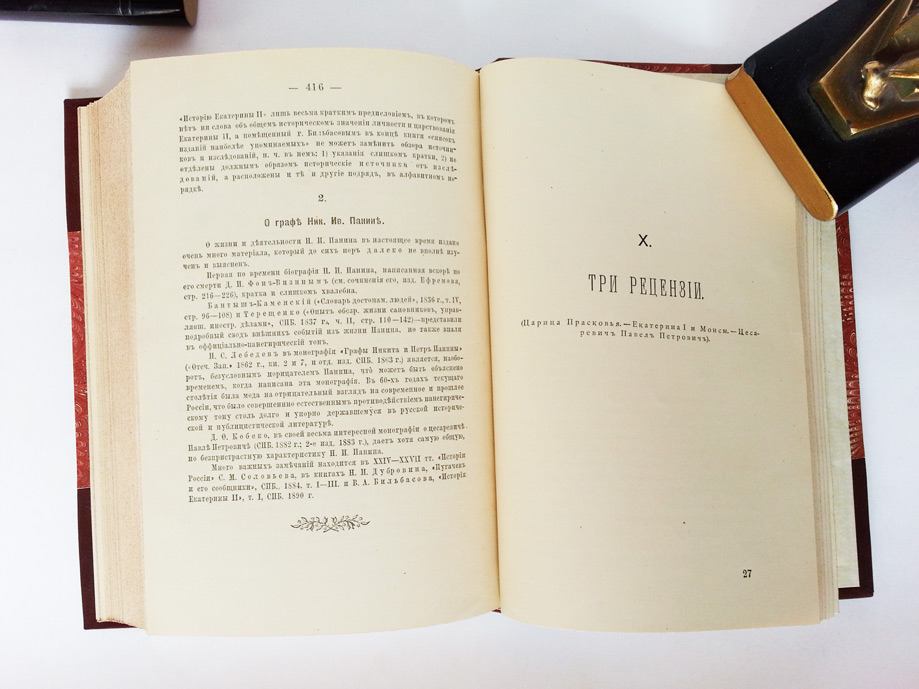 — 416 —
«Исторію Екатерины II» лишь весьма краткимъ предисловіемъ, въ которомъ
нѣтъ ни слова объ общемъ историческомъ значеніи личности и царствованія
Екатерины II, а помѣщенный г. Бильбасовымъ въ концѣ книги «списокъ
изданій наиболѣе упоминаемыхъ» не можетъ замѣнить обзора источни-
ковъ и изслѣдованій, п. ч. въ немъ: 1) указанія слишкомъ кратки, 2) не
отдѣлены должнымъ образомъ историческіе источники отъ изслѣ-
дованій, а расположены и тѣ и другіе подрядъ, въ алфавитномъ по-
рядкѣ.
2.
О графѣ Ник. Ив. Панинѣ.
О жизни и дѣятельности Н. И. Панина въ настоящее время издано
очень много матеріала, который до сихъ поръ далеко не вполнѣ изу-
ченъ и выясненъ.
Первая по времени біографія Н. И. Панина, написанная вскорѣ по
его смерти Д. И. Фонъ-Визинымъ (см. сочиненія его, изд. Ефремова,
стр. 216—226), кратка и слишкомъ хвалебна.
Бантышъ-Каменскій («Словарь достопам. людей», 1836 г., т. IV,
стр. 96—108) и Терещенко («Опытъ обозр. жизни сановниковъ, управ-
лявш. иностр. дѣлами», СПБ. 1837 г., ч. II, стр. 110—142)—представили
подробный сводъ внѣшнихъ событій изъ жизни Панина, но также впали
въ оффиціально-панегирическій тонъ.
П. С. Лебедевъ въ монографіи «Графы Никита и Петръ Панины»
(«Отеч. Зап.» 1862 г., кн. 2 и 7, и отд. изд. СПБ. 1863 г.) является, наобо-
ротъ, безусловнымъ порицателемъ Панина, чтò можетъ быть объяснено
временемъ, когда написана эта монографія. Въ 60-хъ годахъ текущаго
столѣтія была мода на отрицательный взглядъ на современное и прошлое
Россіи, что было совершенно естественнымъ противодѣйствіемъ панегириче-
скому тону столь долго и упорно державшемуся въ русской историче-
ской и публицистической литературѣ.
Д. Ѳ. Кобеко, въ своей весьма интересной монографіи о цесаревичѣ
Павлѣ Петровичѣ (СПБ. 1882 г.; 2-е изд. 1883 г.), даетъ хотя самую общую,
но безпристрастную характеристику Н. И. Панина.
Много важныхъ замѣчаній находится въ XXIV—XXVII тт. «Исторіи
Россіи» С. М. Соловьева, въ книгахъ Н. Ѳ. Дубровина, «Пугачевъ
и его сообщники», СПБ. 1884, т. I—III. и В. А. Бильбасова, «Исторія
Екатерины II», т. I, СПБ. 1890 г.
X.
ТРИ РЕЦЕНЗІИ.
(Царица Прасковья.—Екатерина I и Монсы.—Цеса-
ревичъ Павелъ Петровичъ).
27